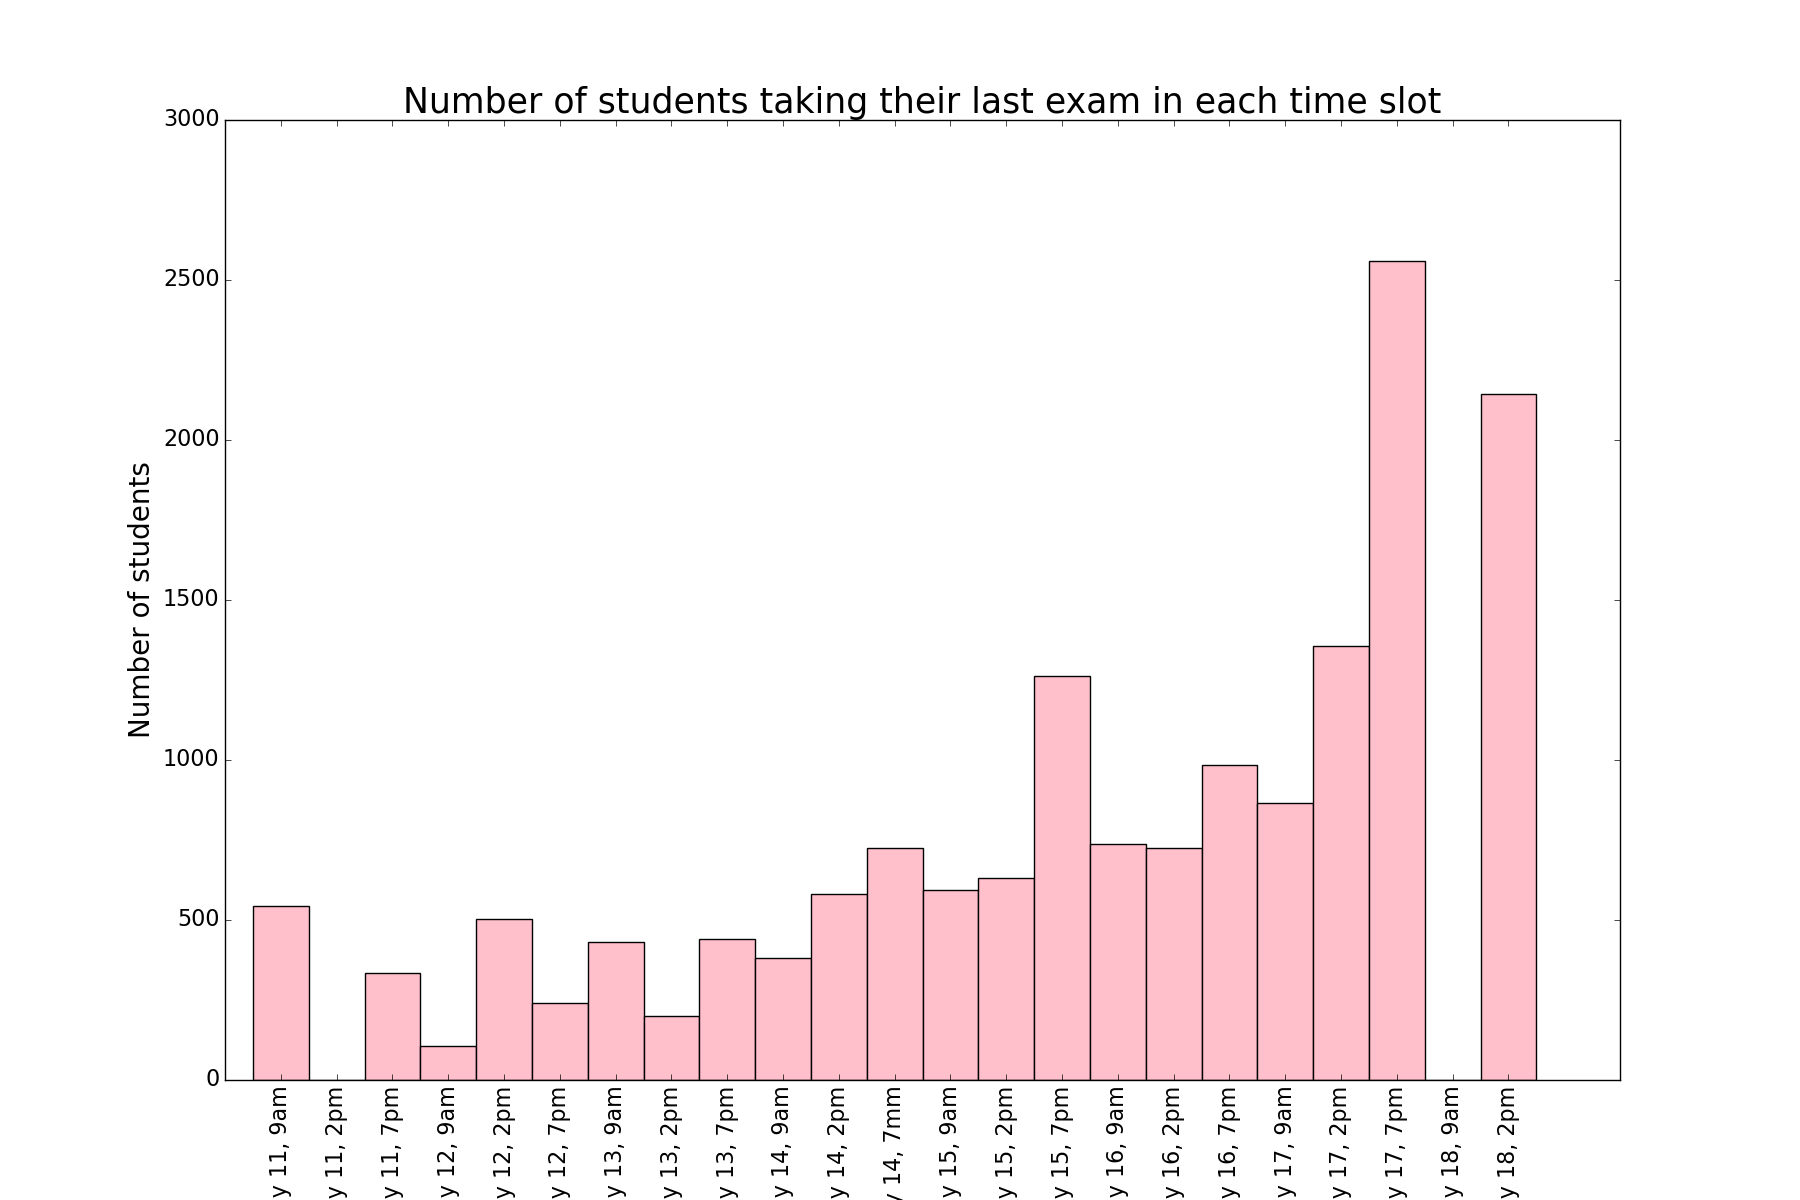 Number of students taking their last exam in each time slot
Number of students
3000
2500
2000
1500
1000
500
0
y 11, 9am
y 11, 2pm
y 11, 7pm
y 12, 9am
y 12, 2pm
y 12, 7pm
y 13, 9am
y 13, 2pm
y 13, 7pm
y 14, 9am
y 14, 2pm
y 14, 7mm
y 15, 9am
y 15, 2pm
y 15, 7pm
y 16, 9am
y 16, 2pm
y 16, 7pm
y 17, 9am
y 17, 2pm
y 17, 7pm
y 18, 9am
y 18, 2pm